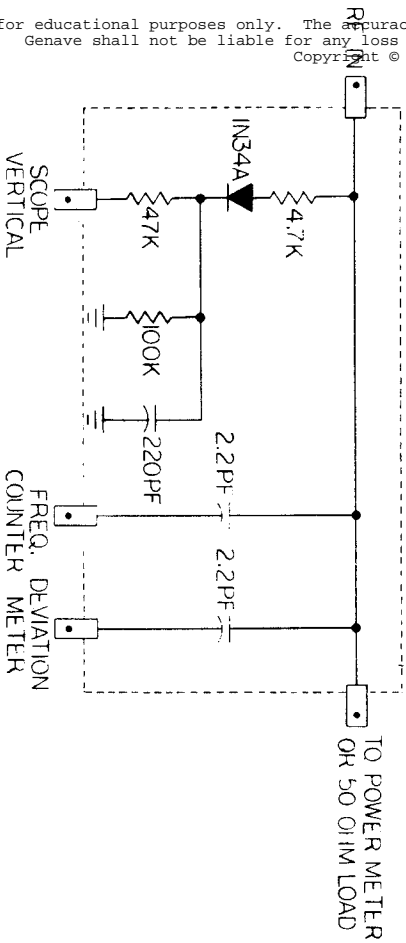 for educational purposes only. The accurac
Genave shall not be liable for any loss
Copyright ©
RF IN
IN34A
4.7K
47K
100K
220PF
2.2PF
2.2PF
SCOPE
VERTICAL
FREQ.
COUNTER
DEVIATION
METER
TO POWER METER
OR 50 OHM LOAD